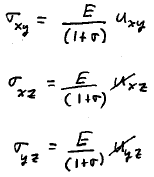 σxy = E/(1+σ) uxy
σxz = E/(1+σ) uxz
σyz = E/(1+σ) uyz